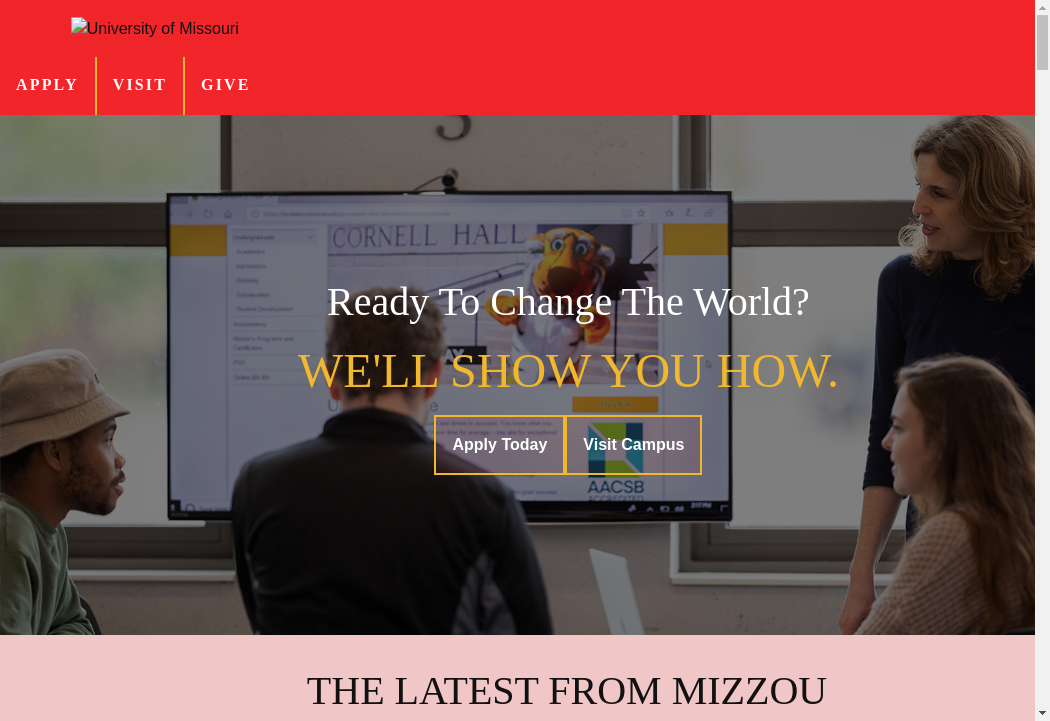 University of Missouri
APPLY VISIT GIVE
CORNELL HALL
Ready To Change The World?
WE'LL SHOW YOU HOW.
Apply Today Visit Campus
AACSB
THE LATEST FROM MIZZOU